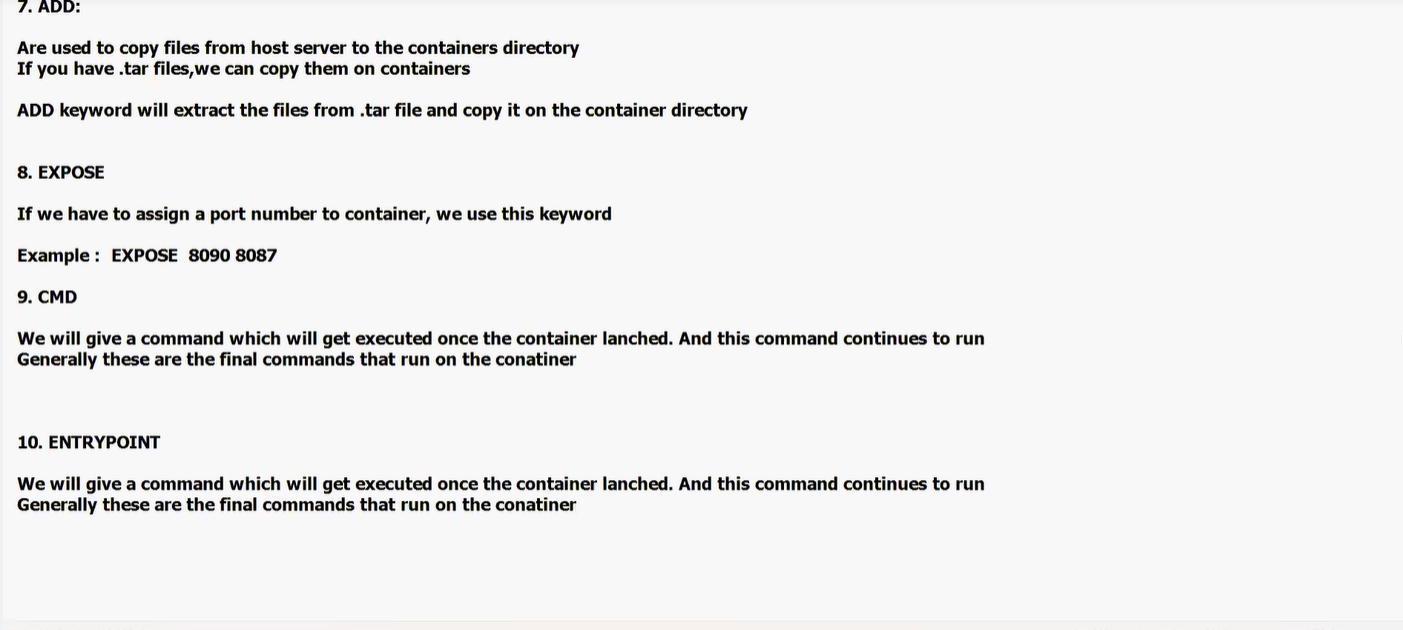 7. ADD:
Are used to copy files from host server to the containers directory
If you have .tar files,we can copy them on containers
ADD keyword will extract the files from .tar file and copy it on the container directory
8. EXPOSE
If we have to assign a port number to container, we use this keyword
Example :  EXPOSE  8090 8087
9. CMD
We will give a command which will get executed once the container lanched. And this command continues to run
Generally these are the final commands that run on the conatiner
10. ENTRYPOINT
We will give a command which will get executed once the container lanched. And this command continues to run
Generally these are the final commands that run on the conatiner